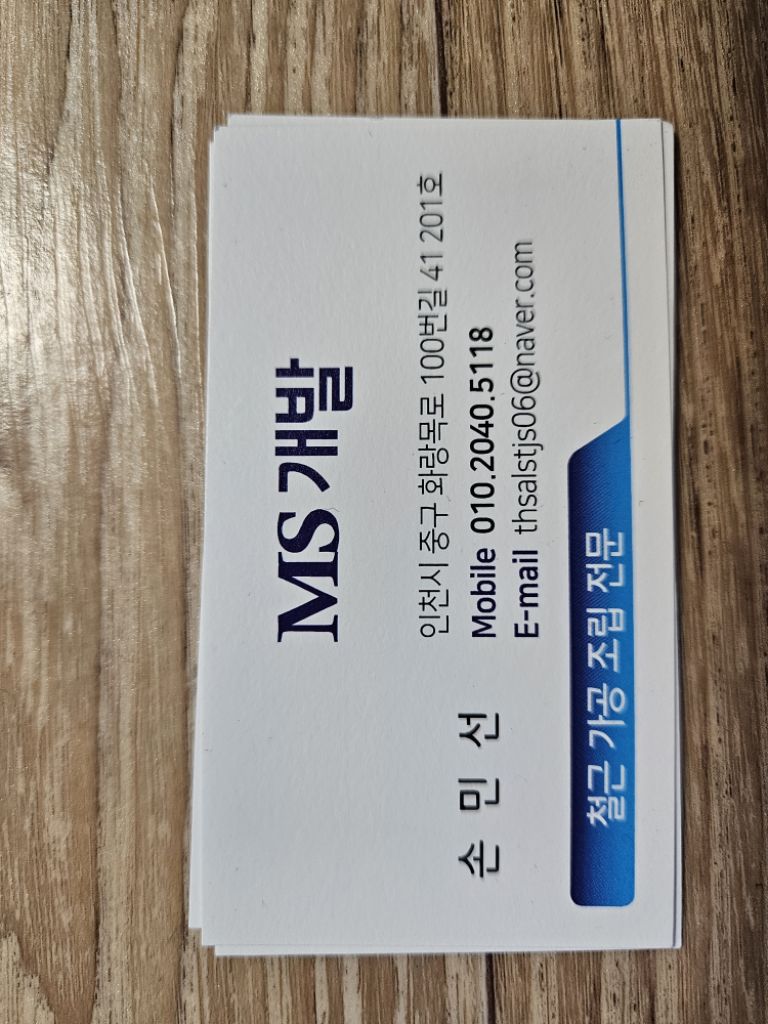 MS 개발
인천시 중구 화랑목로 100번길 41 201호
손 민 선
Mobile 010.2040.5118
E-mail thsalstjs06@naver.com
철근 가공 조립 전문